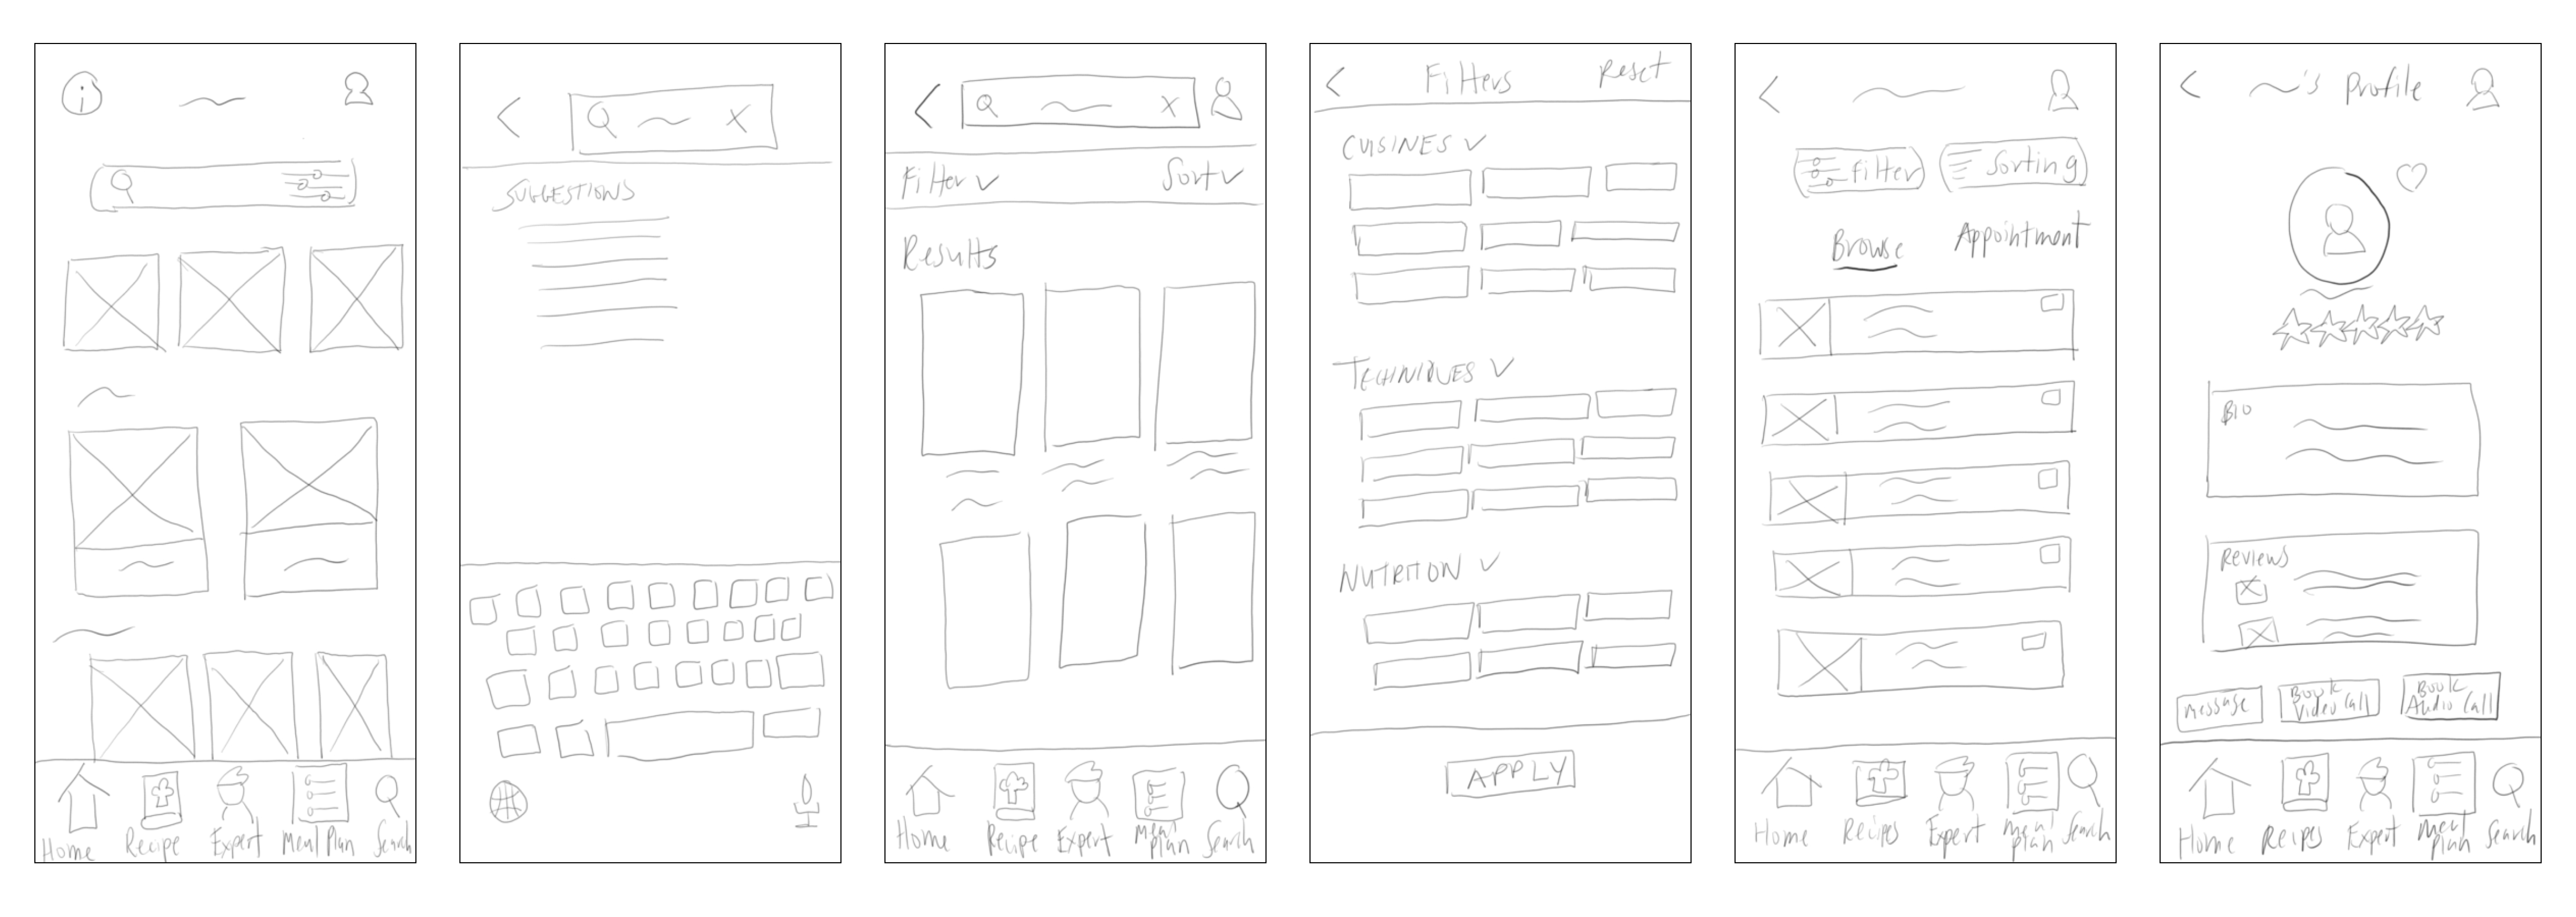 i
Home Recipe Expert Meal Plan Search
X
SUGGESTIONS
X
Filter Sort
Results
Home Recipe Expert Meal Plan Search
Filters Reset
CUISINES
TECHNIQUES
NUTRITION
APPLY
Filter Sorting
Browse Appointment
Home Recipes Expert Meal Plan Search
's Profile
Bio
Reviews
Message
Book Video Call
Book Audio Call
Home Recipes Expert Meal Plan Search